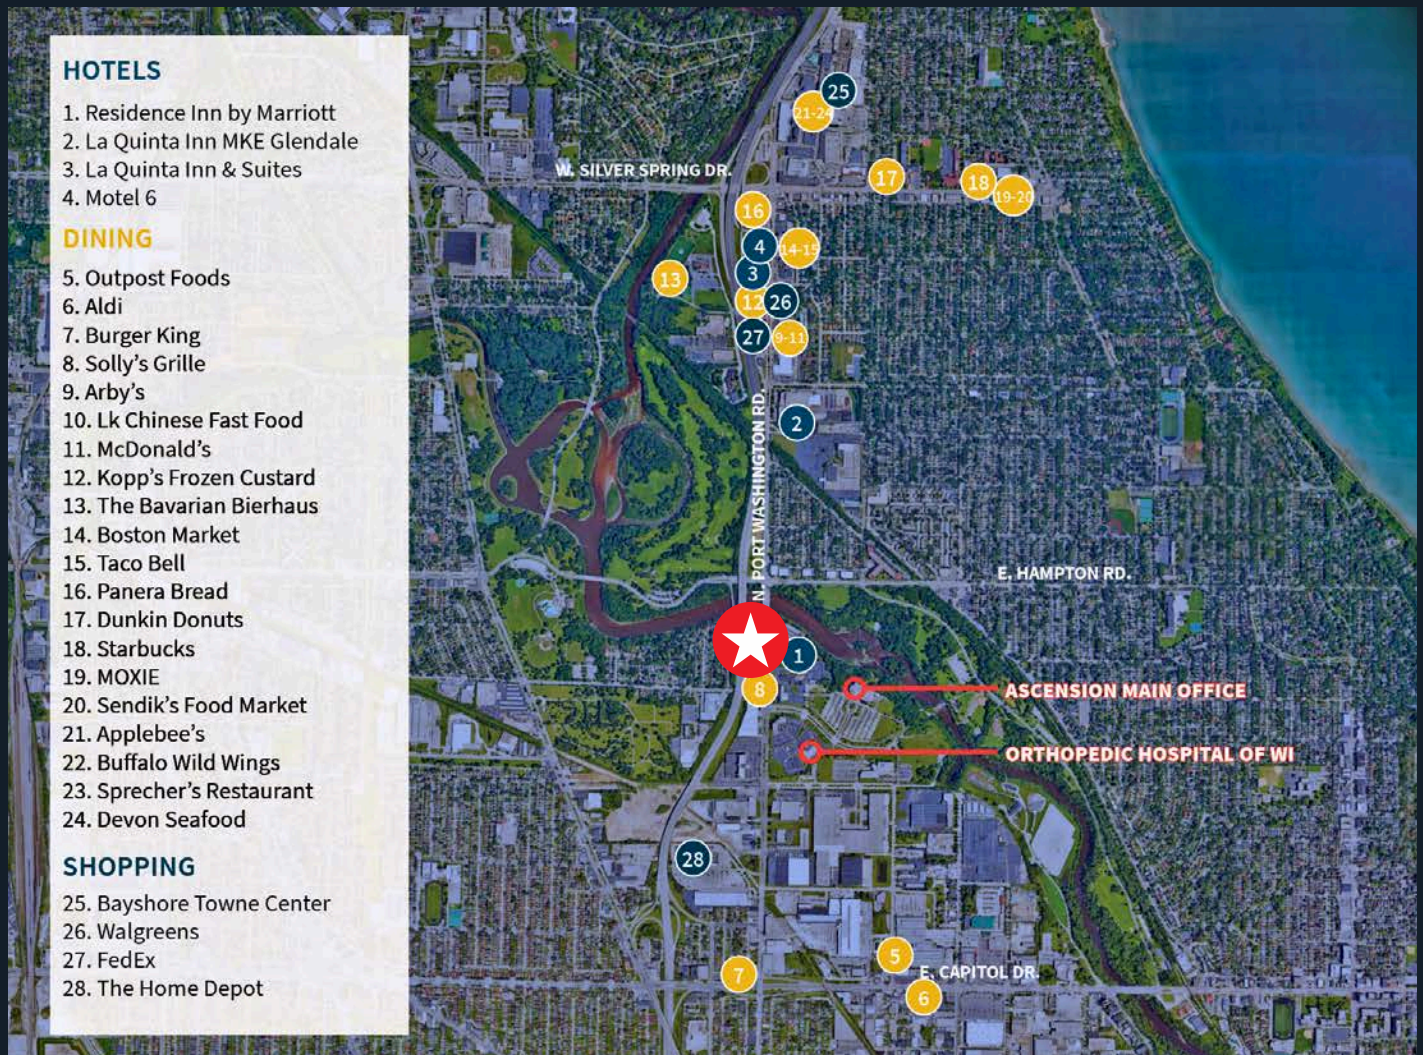 HOTELS
1. Residence Inn by Marriott
2. La Quinta Inn MKE Glendale
3. La Quinta Inn & Suites
4. Motel 6
DINING
5. Outpost Foods
6. Aldi
7. Burger King
8. Solly's Grille
9. Arby's
10. Lk Chinese Fast Food
11. McDonald's
12. Kopp's Frozen Custard
13. The Bavarian Bierhaus
14. Boston Market
15. Taco Bell
16. Panera Bread
17. Dunkin Donuts
18. Starbucks
19. MOXIE
20. Sendik's Food Market
21. Applebee's
22. Buffalo Wild Wings
23. Sprecher's Restaurant
24. Devon Seafood
SHOPPING
25. Bayshore Towne Center
26. Walgreens
27. FedEx
28. The Home Depot
25
21-24
W. SILVER SPRING DR.
17
18
19-20
16
4
14-15
3
13
12
26
27
9-11
2
N. PORT WASHINGTON RD.
E. HAMPTON RD.
1
8
ASCENSION MAIN OFFICE
ORTHOPEDIC HOSPITAL OF WI
28
5
7
E. CAPITOL DR.
6